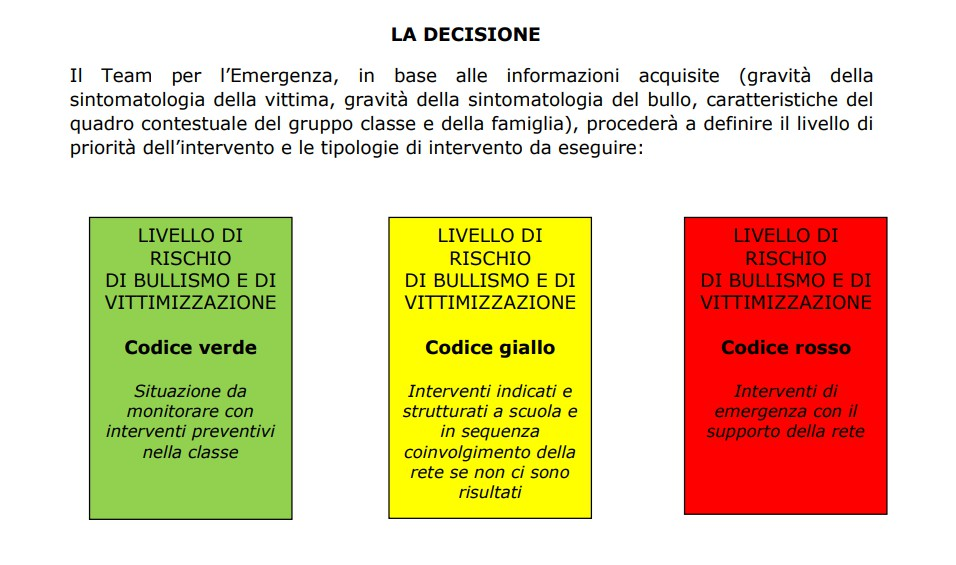 LA DECISIONE
Il Team per l’Emergenza, in base alle informazioni acquisite (gravità della
sintomatologia della vittima, gravità della sintomatologia del bullo, caratteristiche del
quadro contestuale del gruppo classe e della famiglia), procederà a definire il livello di
priorità dell’intervento e le tipologie di intervento da eseguire:
LIVELLO DI
RISCHIO
DI BULLISMO E DI
VITTIMIZZAZIONE
Codice verde
Situazione da
monitorare con
interventi preventivi
nella classe
LIVELLO DI
RISCHIO
DI BULLISMO E DI
VITTIMIZZAZIONE
Codice giallo
Interventi indicati e
strutturati a scuola e
in sequenza
coinvolgimento della
rete se non ci sono
risultati
LIVELLO DI
RISCHIO
DI BULLISMO E DI
VITTIMIZZAZIONE
Codice rosso
Interventi di
emergenza con il
supporto della rete